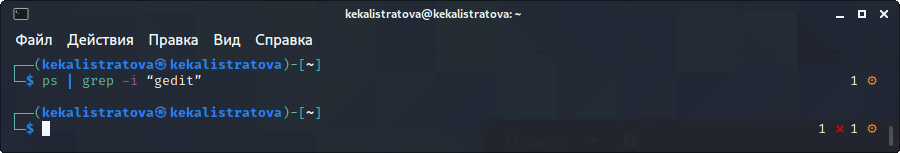 kekalistratova@kekalistratova: ~
Файл Действия Правка Вид Справка
┌──(kekalistratova㉿kekalistratova)-[~]
└─$ ps | grep -i “gedit” 1 ⚙
┌──(kekalistratova㉿kekalistratova)-[~]
└─$ 1 ⨯ 1 ⚙